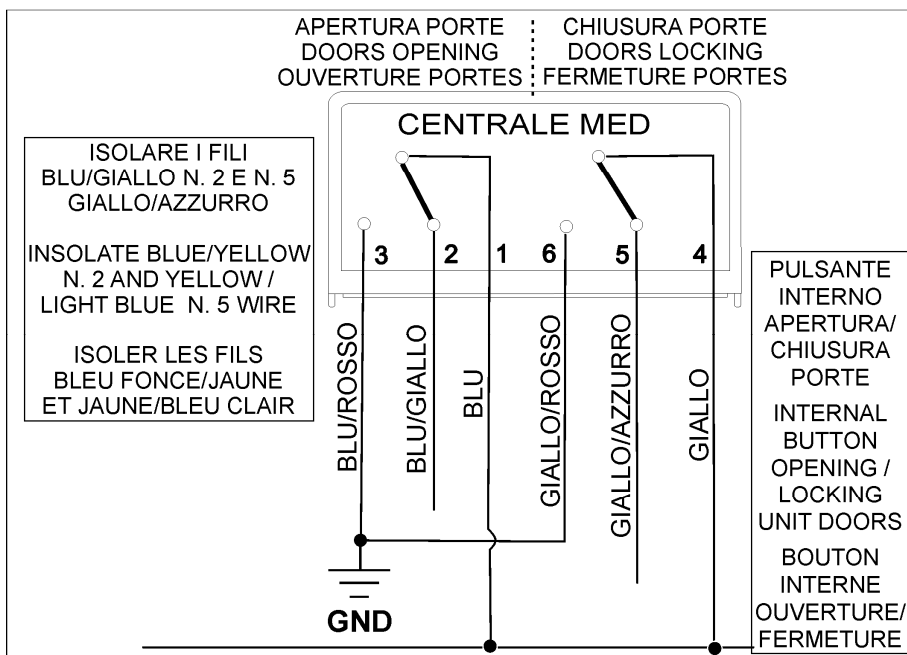 APERTURA PORTE
DOORS OPENING
OUVERTURE PORTES
CHIUSURA PORTE
DOORS LOCKING
FERMETURE PORTES
CENTRALE MED
ISOLARE I FILI
BLU/GIALLO N. 2 E N. 5
GIALLO/AZZURRO
INSOLATE BLUE/YELLOW
N. 2 AND YELLOW /
LIGHT BLUE N. 5 WIRE
ISOLER LES FILS
BLEU FONCE/JAUNE
ET JAUNE/BLEU CLAIR
3 2 1 6 5 4
BLU/ROSSO
BLU/GIALLO
BLU
GIALLO/ROSSO
GIALLO/AZZURRO
GIALLO
GND
PULSANTE
INTERNO
APERTURA/
CHIUSURA
PORTE
INTERNAL
BUTTON
OPENING /
LOCKING
UNIT DOORS
BOUTON
INTERNE
OUVERTURE/
FERMETURE